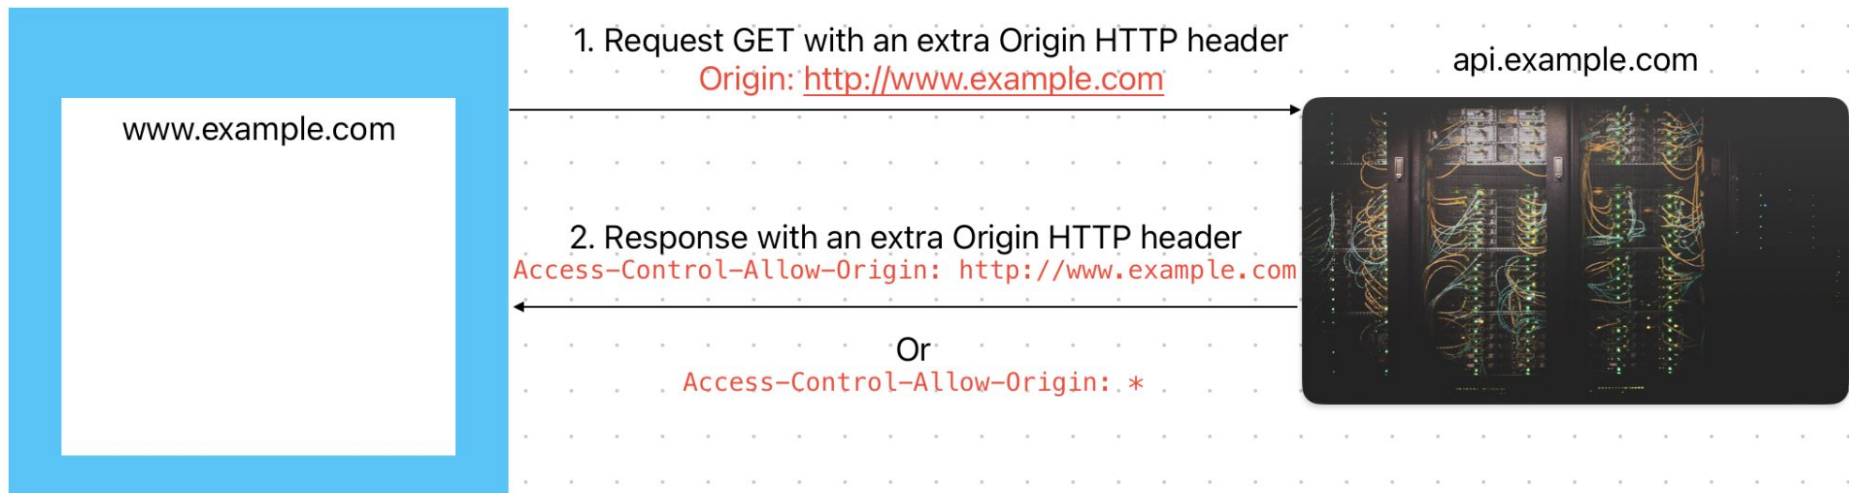 1. Request GET with an extra Origin HTTP header
Origin: http://www.example.com
api.example.com
www.example.com
2. Response with an extra Origin HTTP header
Access-Control-Allow-Origin: http://www.example.com
Or
Access-Control-Allow-Origin: *